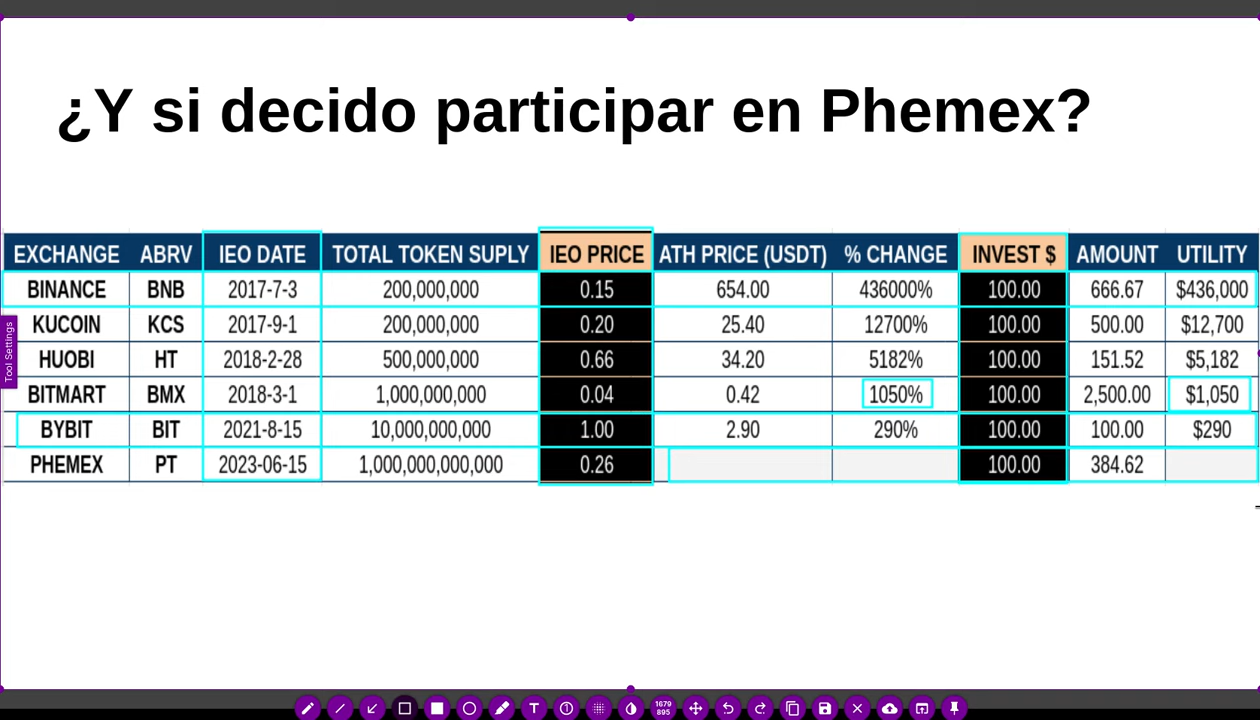 ¿Y si decido participar en Phemex?
EXCHANGE ABRV IEO DATE TOTAL TOKEN SUPLY IEO PRICE ATH PRICE (USDT) % CHANGE INVEST $ AMOUNT UTILITY
BINANCE BNB 2017-7-3 200,000,000 0.15 654.00 436000% 100.00 666.67 $436,000
KUCOIN KCS 2017-9-1 200,000,000 0.20 25.40 12700% 100.00 500.00 $12,700
HUOBI HT 2018-2-28 500,000,000 0.66 34.20 5182% 100.00 151.52 $5,182
BITMART BMX 2018-3-1 1,000,000,000 0.04 0.42 1050% 100.00 2,500.00 $1,050
BYBIT BIT 2021-8-15 10,000,000,000 1.00 2.90 290% 100.00 100.00 $290
PHEMEX PT 2023-06-15 1,000,000,000,000 0.26 100.00 384.62
Tool Settings
T 1 1679
895